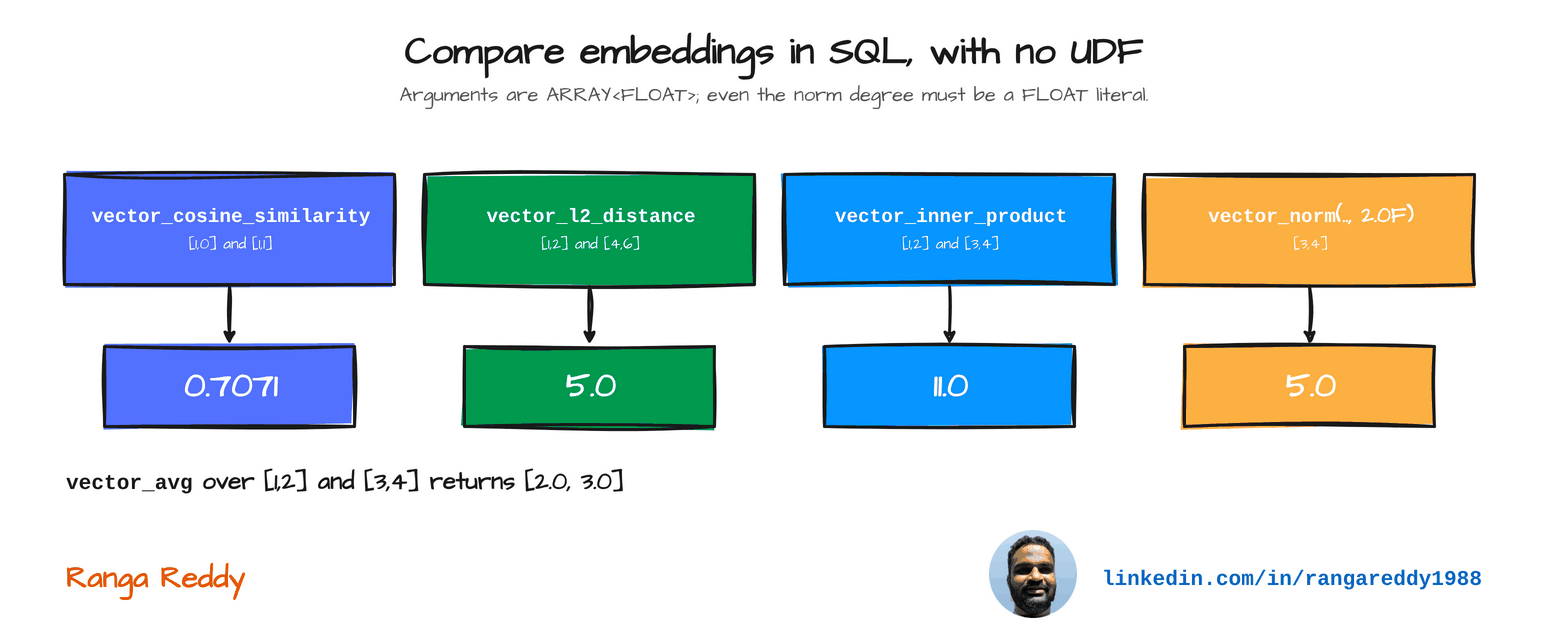 Compare embeddings in SQL, with no UDF
Arguments are ARRAY<FLOAT>; even the norm degree must be a FLOAT literal.
vector_cosine_similarity
[1,0] and [1,1]
vector_l2_distance
[1,2] and [4,6]
vector_inner_product
[1,2] and [3,4]
vector_norm(.., 2.0F)
[3,4]
0.7071
5.0
11.0
5.0
vector_avg over [1,2] and [3,4] returns [2.0, 3.0]
Ranga Reddy
linkedin.com/in/rangareddy1988